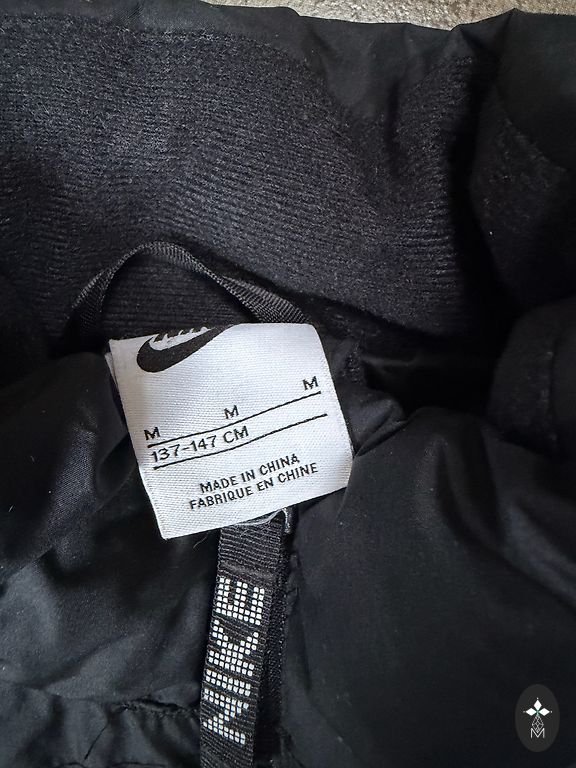 M M M
137-147 CM
MADE IN CHINA
FABRIQUE EN CHINE
NIKE
M